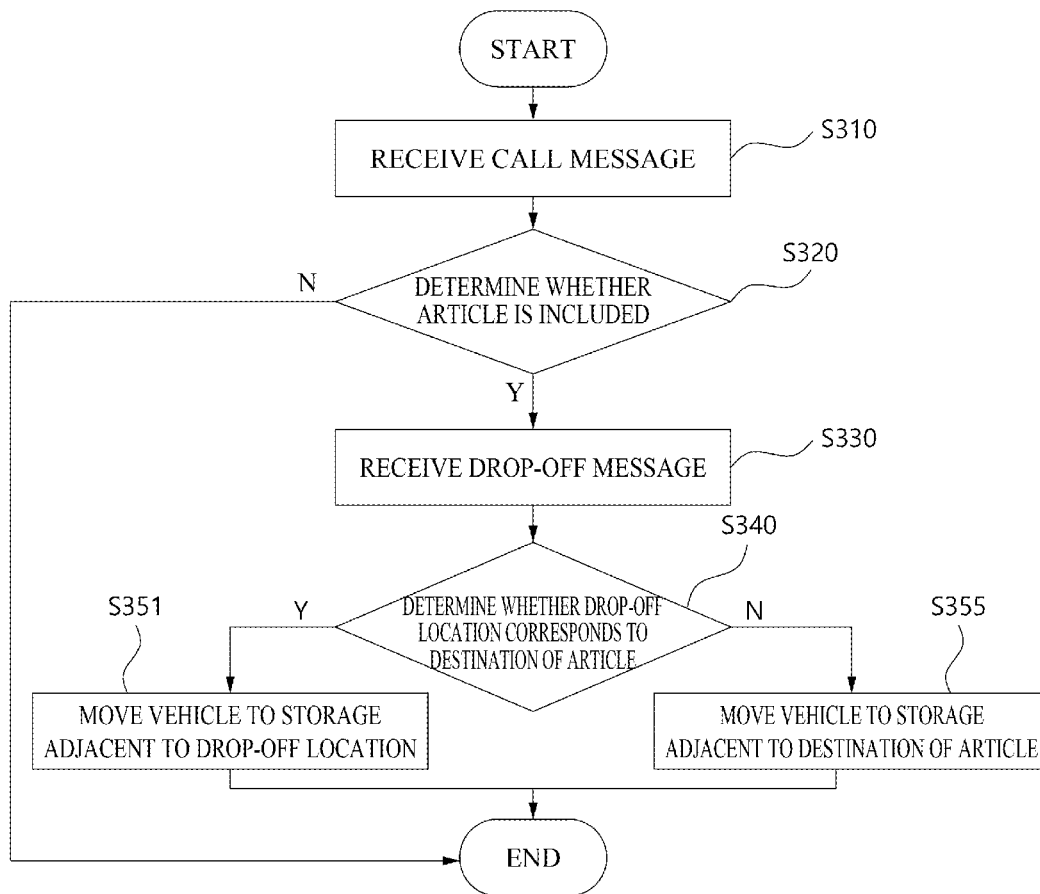 START
RECEIVE CALL MESSAGE
S310
DETERMINE WHETHER
ARTICLE IS INCLUDED
S320
N
Y
RECEIVE DROP-OFF MESSAGE
S330
DETERMINE WHETHER DROP-OFF
LOCATION CORRESPONDS TO
DESTINATION OF ARTICLE
S340
Y
N
S351
MOVE VEHICLE TO STORAGE
ADJACENT TO DROP-OFF LOCATION
S355
MOVE VEHICLE TO STORAGE
ADJACENT TO DESTINATION OF ARTICLE
END